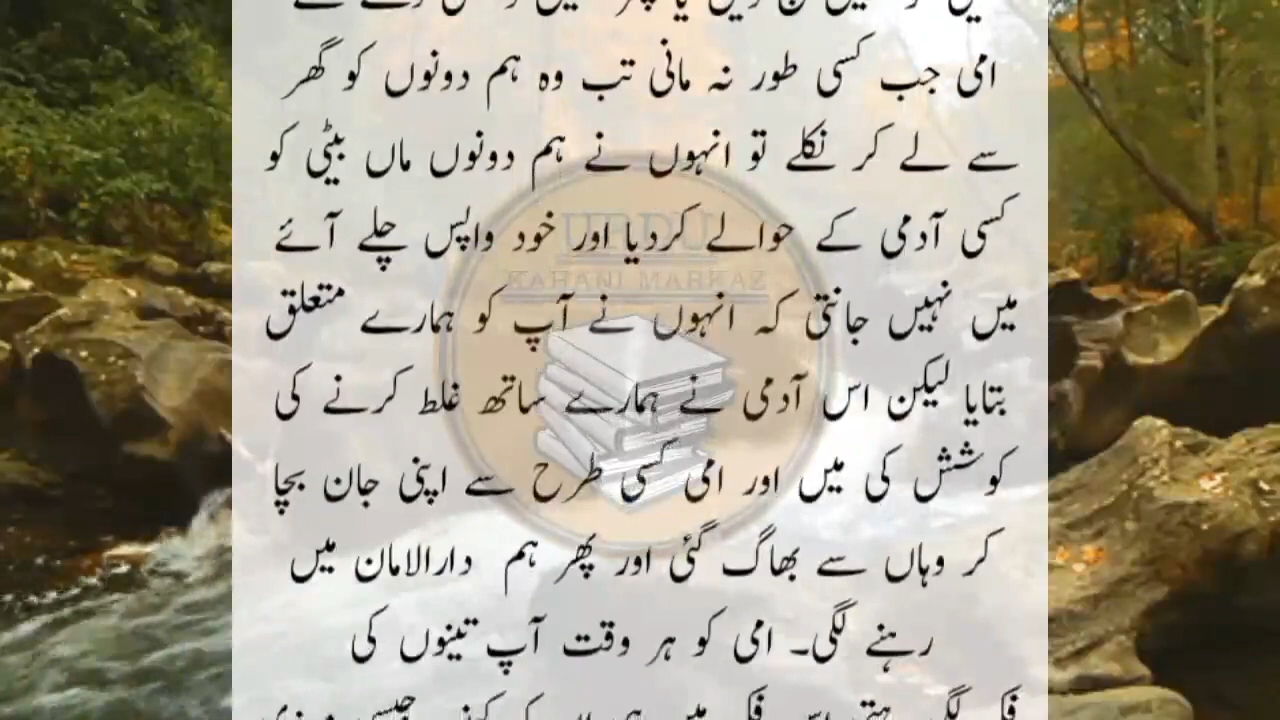 امی جب کسی طور نہ مانی تب وہ ہم دونوں کو گھر
سے لے کر نکلے تو انہوں نے ہم دونوں ماں بیٹی کو
کسی آدمی کے حوالے کردیا اور خود واپس چلے آئے
میں نہیں جانتی کہ انہوں نے آپ کو ہمارے متعلق
بتایا لیکن اس آدمی نے ہمارے ساتھ غلط کرنے کی
کوشش کی میں اور امی کسی طرح سے اپنی جان بچا
کر وہاں سے بھاگ گئی اور پھر ہم دارالامان میں
رہنے لگی۔ امی کو ہر وقت آپ تینوں کی
URDU
KAHANI MARKAZ